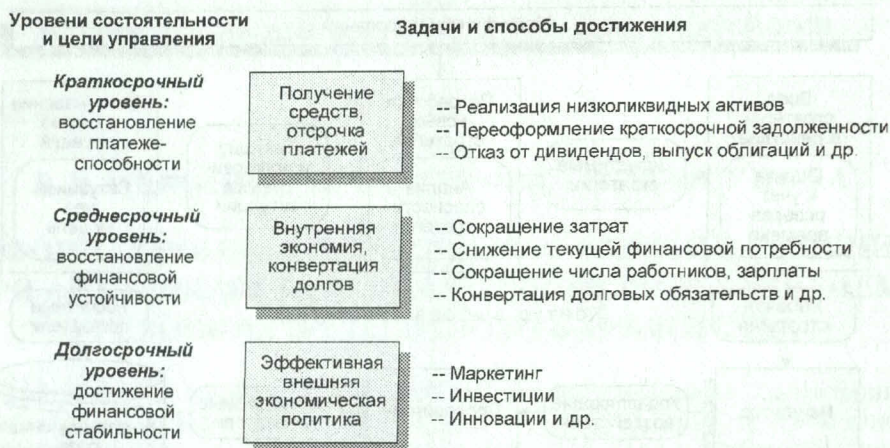 Уровени состоятельности
и цели управления
Задачи и способы достижения
Краткосрочный
уровень:
восстановление
платеже-
способности
Получение
средств,
отсрочка
платежей
-- Реализация низколиквидных активов
-- Переоформление краткосрочной задолженности
-- Отказ от дивидендов, выпуск облигаций и др.
Среднесрочный
уровень:
восстановление
финансовой
устойчивости
Внутренняя
экономия,
конвертация
долгов
-- Сокращение затрат
-- Снижение текущей финансовой потребности
-- Сокращение числа работников, зарплаты
-- Конвертация долговых обязательств и др.
Долгосрочный
уровень:
достижение
финансовой
стабильности
Эффективная
внешняя
экономическая
политика
-- Маркетинг
-- Инвестиции
-- Инновации и др.